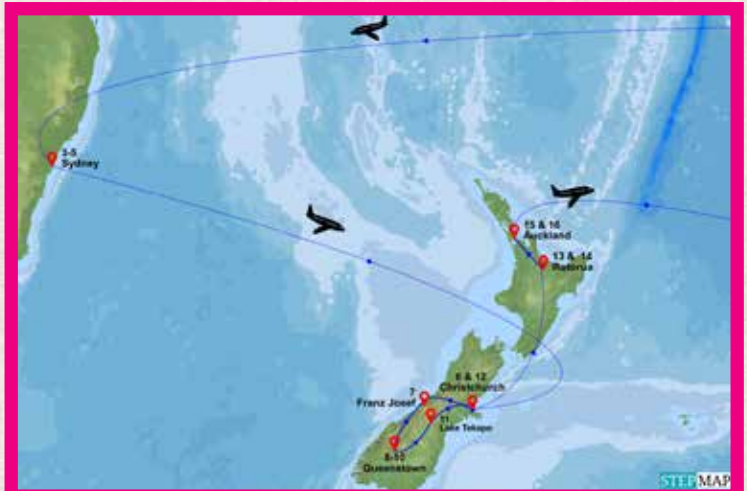 3-5
Sydney
15 & 16
Auckland
13 & 14
Rotorua
6 & 12
Christchurch
7
Franz Josef
11
Lake Tekapo
8-10
Queenstown
STEPMAP